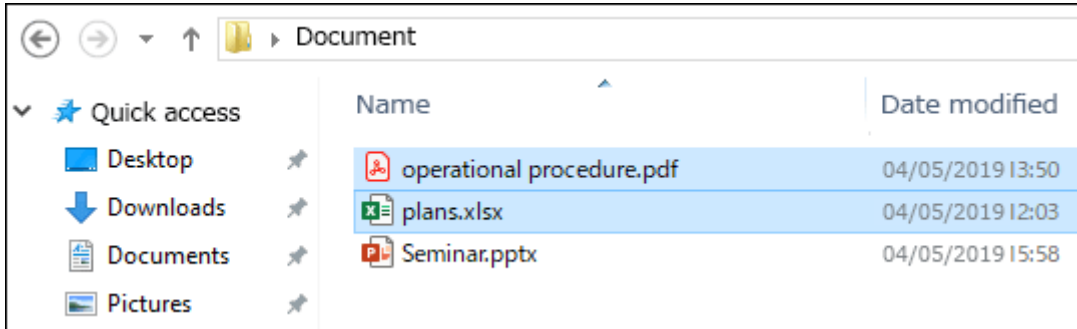 Document
Quick access
Desktop
Downloads
Documents
Pictures
Name Date modified
operational procedure.pdf 04/05/2019 13:50
plans.xlsx 04/05/2019 12:03
Seminar.pptx 04/05/2019 15:58